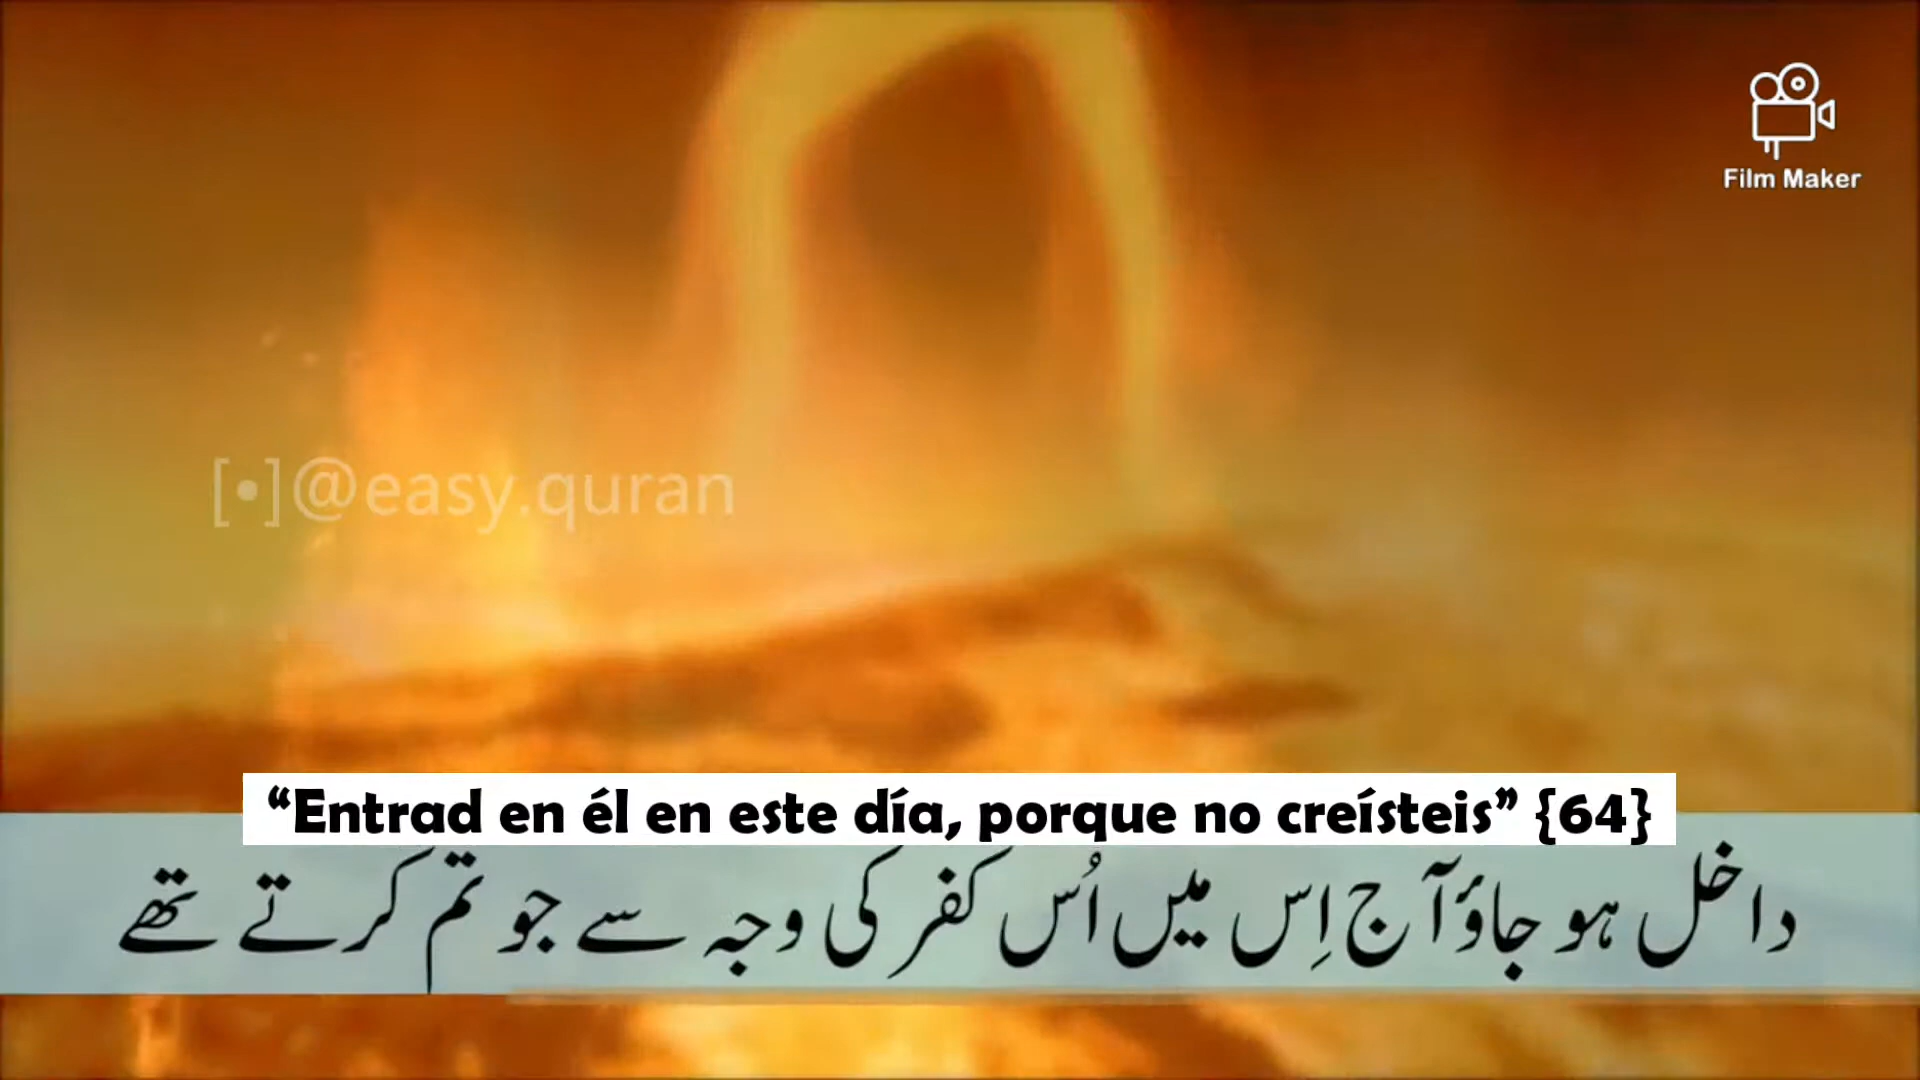 Film Maker
[•]@easy.quran
“Entrad en él en este día, porque no creísteis” {64}
داخل ہو جاؤ آج اِس میں اُس کفر کی وجہ سے جو تم کرتے تھے